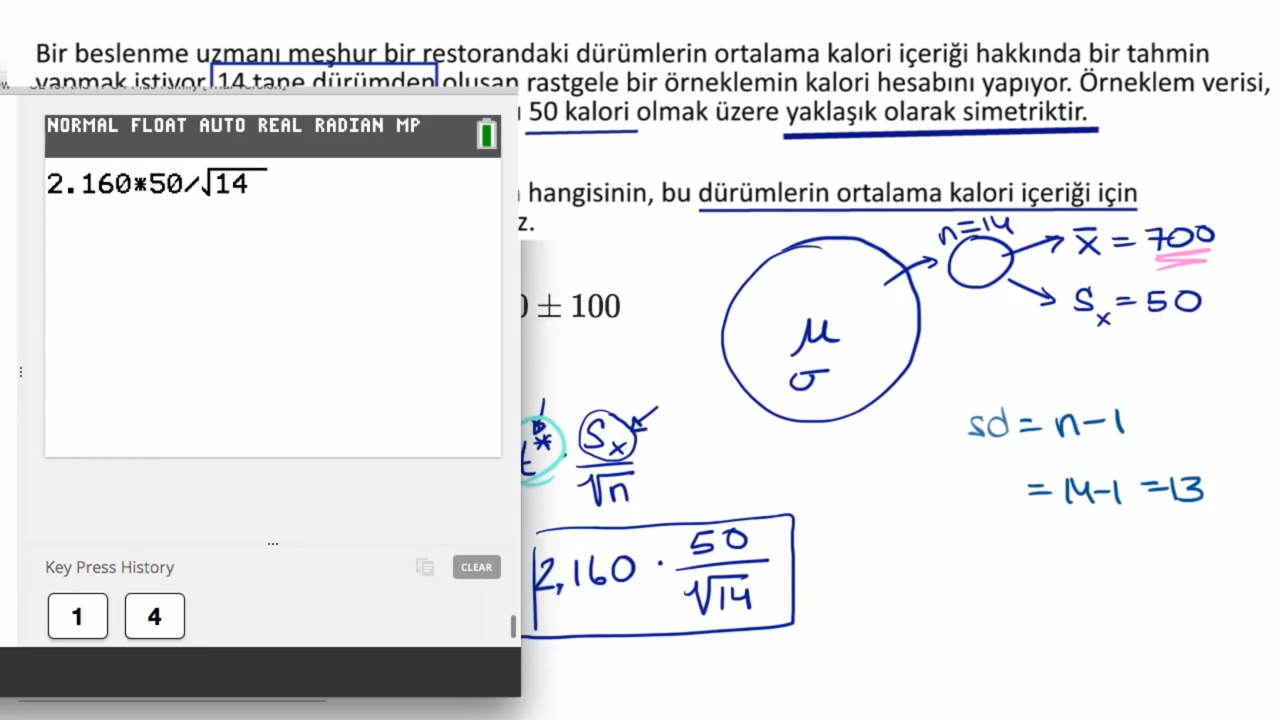 Bir beslenme uzmanı meşhur bir restorandaki dürümlerin ortalama kalori içeriği hakkında bir tahmin
yapmak istiyor. 14 tane dürümden oluşan rastgele bir örneklemin kalori hesabını yapıyor. Örneklem verisi,
50 kalori olmak üzere yaklaşık olarak simetriktir.
hangisinin, bu dürümlerin ortalama kalori içeriği için
z.
NORMAL FLOAT AUTO REAL RADIAN MP
2.160*50/√14
n=14
x̄ = 700
Sx = 50
0 ± 100
μ
σ
t* · Sx/√n
sd = n-1
= 14-1 = 13
2,160 · 50/√14
Key Press History
CLEAR
1 4